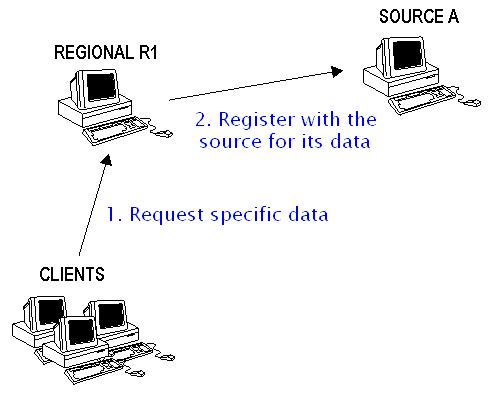 SOURCE A
REGIONAL R1
2. Register with the
source for its data
1. Request specific data
CLIENTS